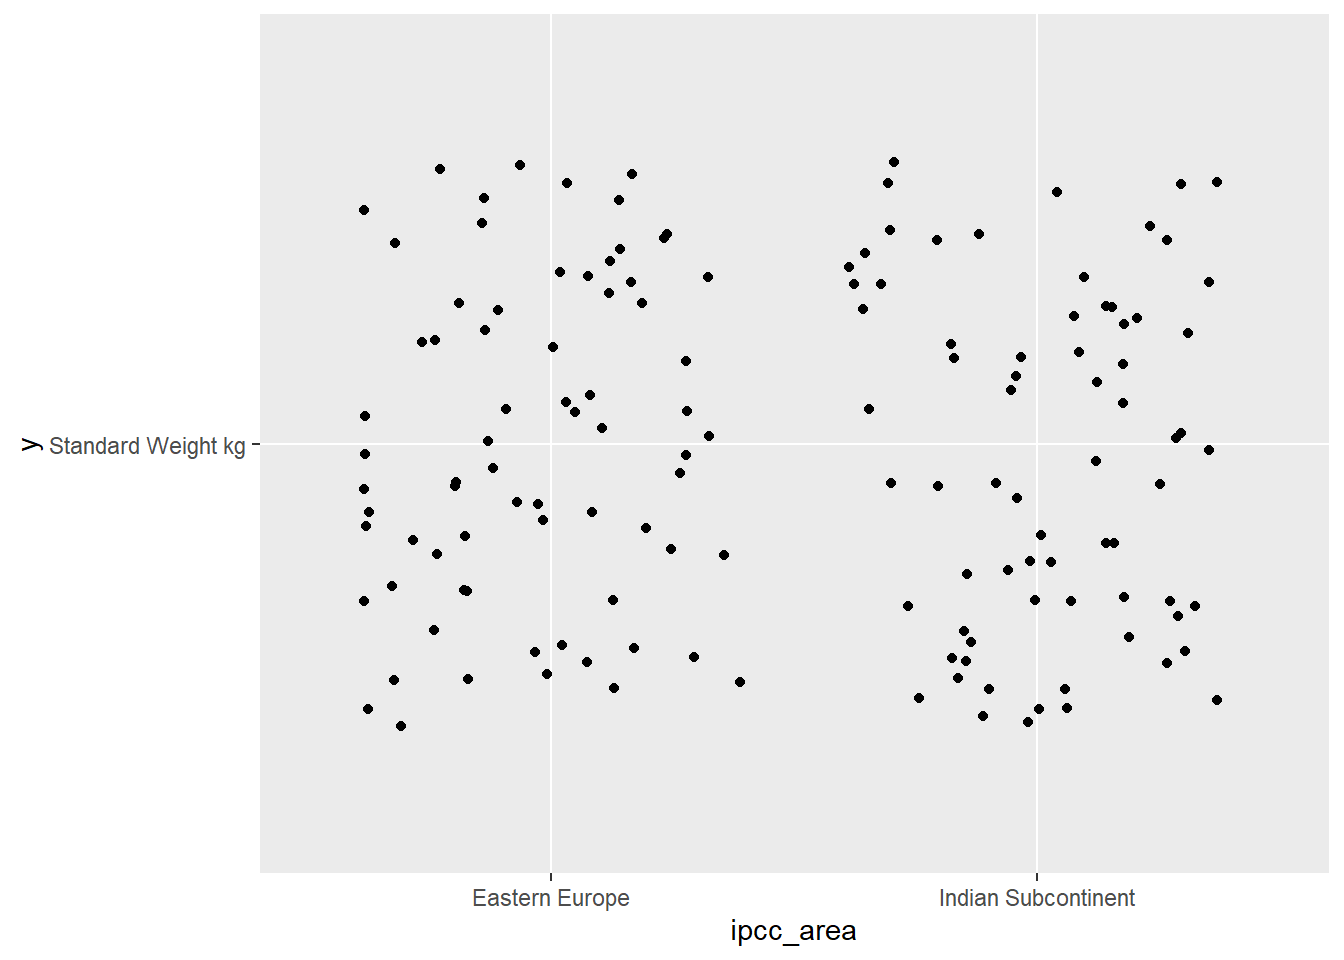 y
Standard Weight kg
Eastern Europe
Indian Subcontinent
ipcc_area